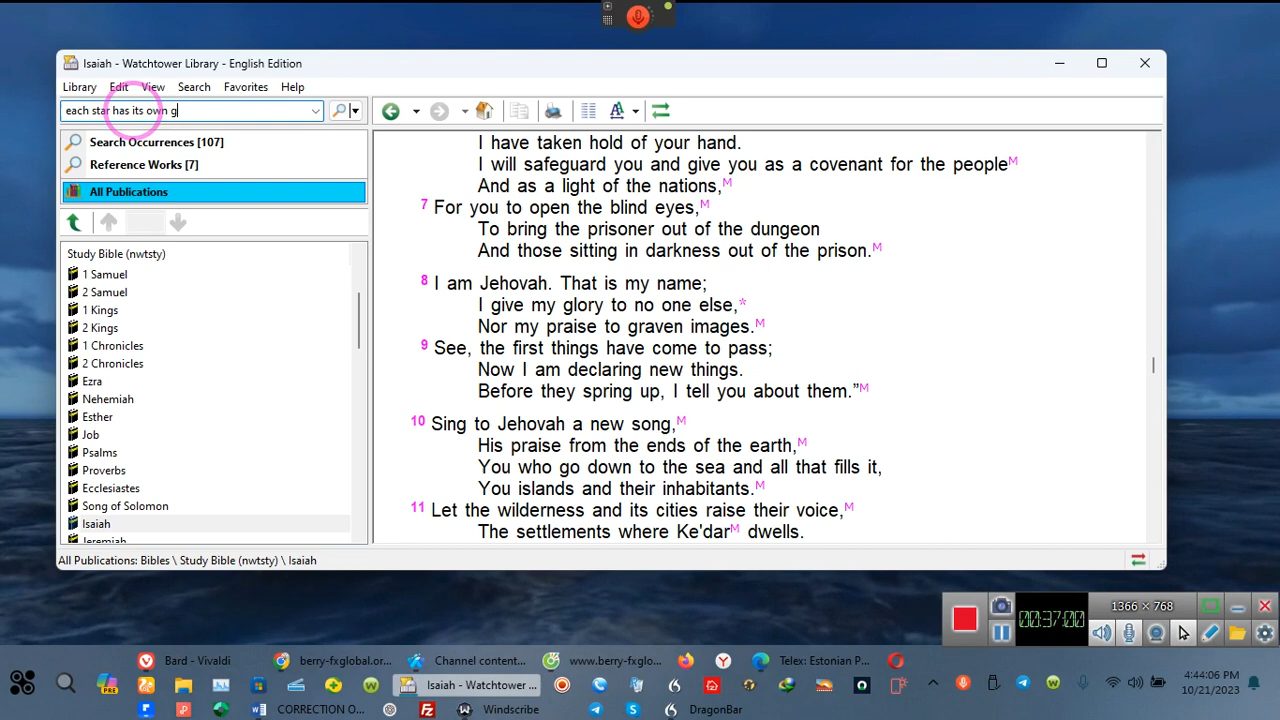 Isaiah - Watchtower Library - English Edition
Library Edit View Search Favorites Help
each star has its own g
Search Occurrences [107]
Reference Works [7]
All Publications
Study Bible (nwtsty)
1 Samuel
2 Samuel
1 Kings
2 Kings
1 Chronicles
2 Chronicles
Ezra
Nehemiah
Esther
Job
Psalms
Proverbs
Ecclesiastes
Song of Solomon
Isaiah
Jeremiah
I have taken hold of your hand.
I will safeguard you and give you as a covenant for the people M
And as a light of the nations, M
7 For you to open the blind eyes, M
To bring the prisoner out of the dungeon
And those sitting in darkness out of the prison. M
8 I am Jehovah. That is my name;
I give my glory to no one else,*
Nor my praise to graven images. M
9 See, the first things have come to pass;
Now I am declaring new things.
Before they spring up, I tell you about them.” M
10 Sing to Jehovah a new song, M
His praise from the ends of the earth, M
You who go down to the sea and all that fills it,
You islands and their inhabitants. M
11 Let the wilderness and its cities raise their voice, M
The settlements where Ke'dar M dwells.
All Publications: Bibles \ Study Bible (nwtsty) \ Isaiah
1366 × 768
00:37:00
Bard - Vivaldi
berry-fxglobal.or...
Channel conten...
www.berry-fxglo...
Telex: Estonian P...
PRE
Isaiah - Watchtower ...
12
4:44:06 PM
10/21/2023
CORRECTION O...
Windscribe
DragonBar